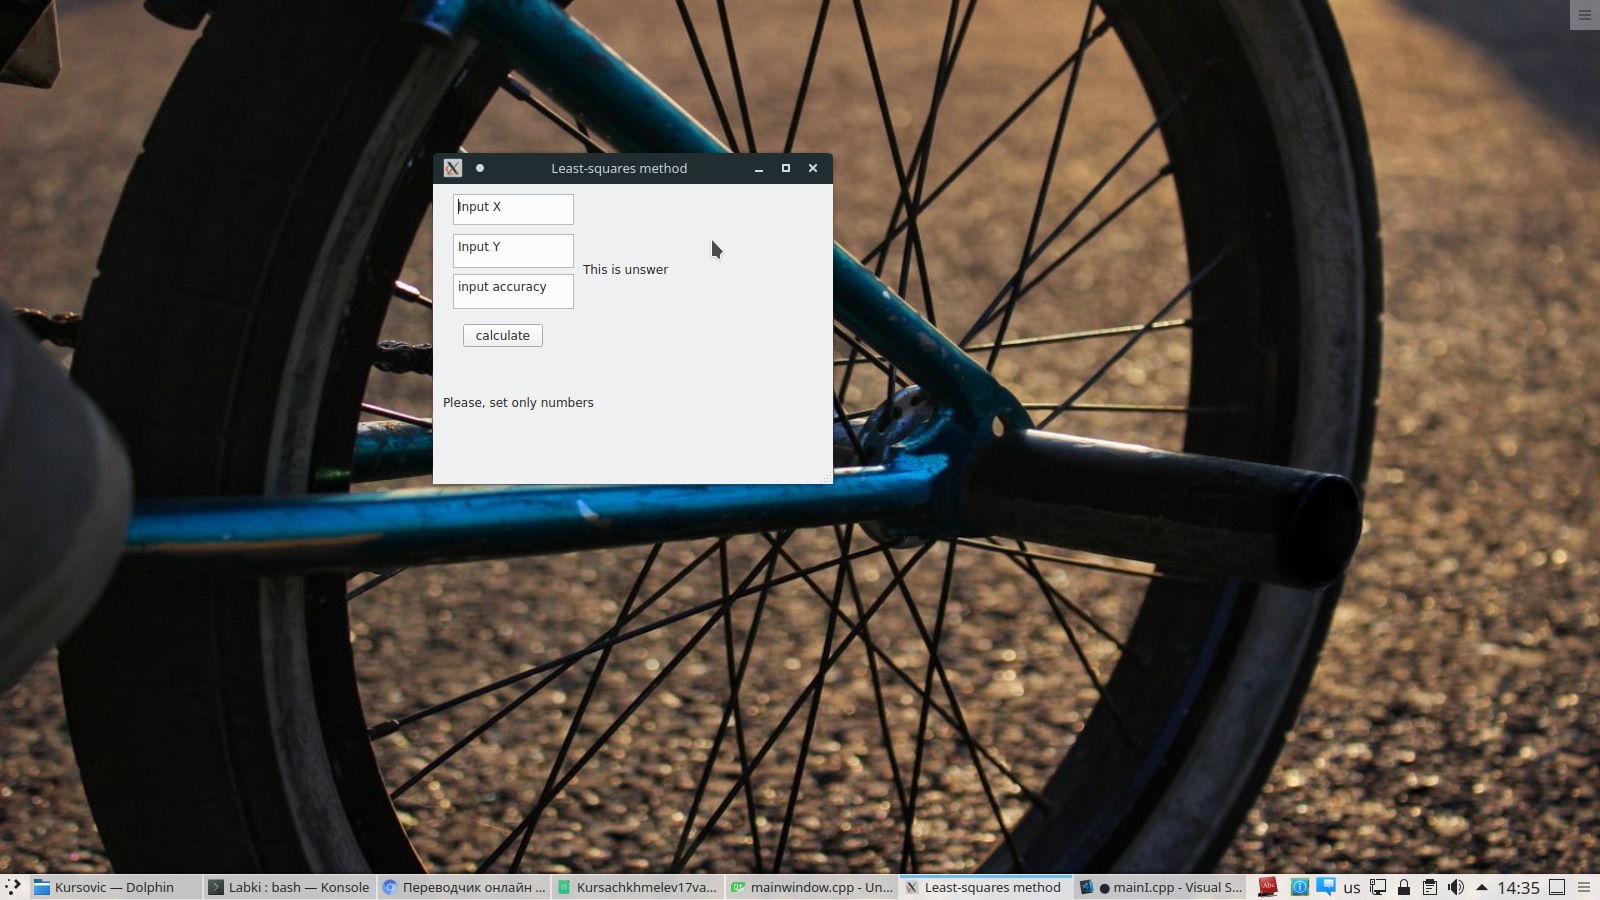 Least-squares method
Input X
Input Y
This is unswer
input accuracy
calculate
Please, set only numbers
Kursovic — Dolphin
Labki : bash — Konsole
Переводчик онлайн ...
Kursachkhmelev17va...
mainwindow.cpp - Un...
Least-squares method
● mainI.cpp - Visual S...
Abc
us
14:35